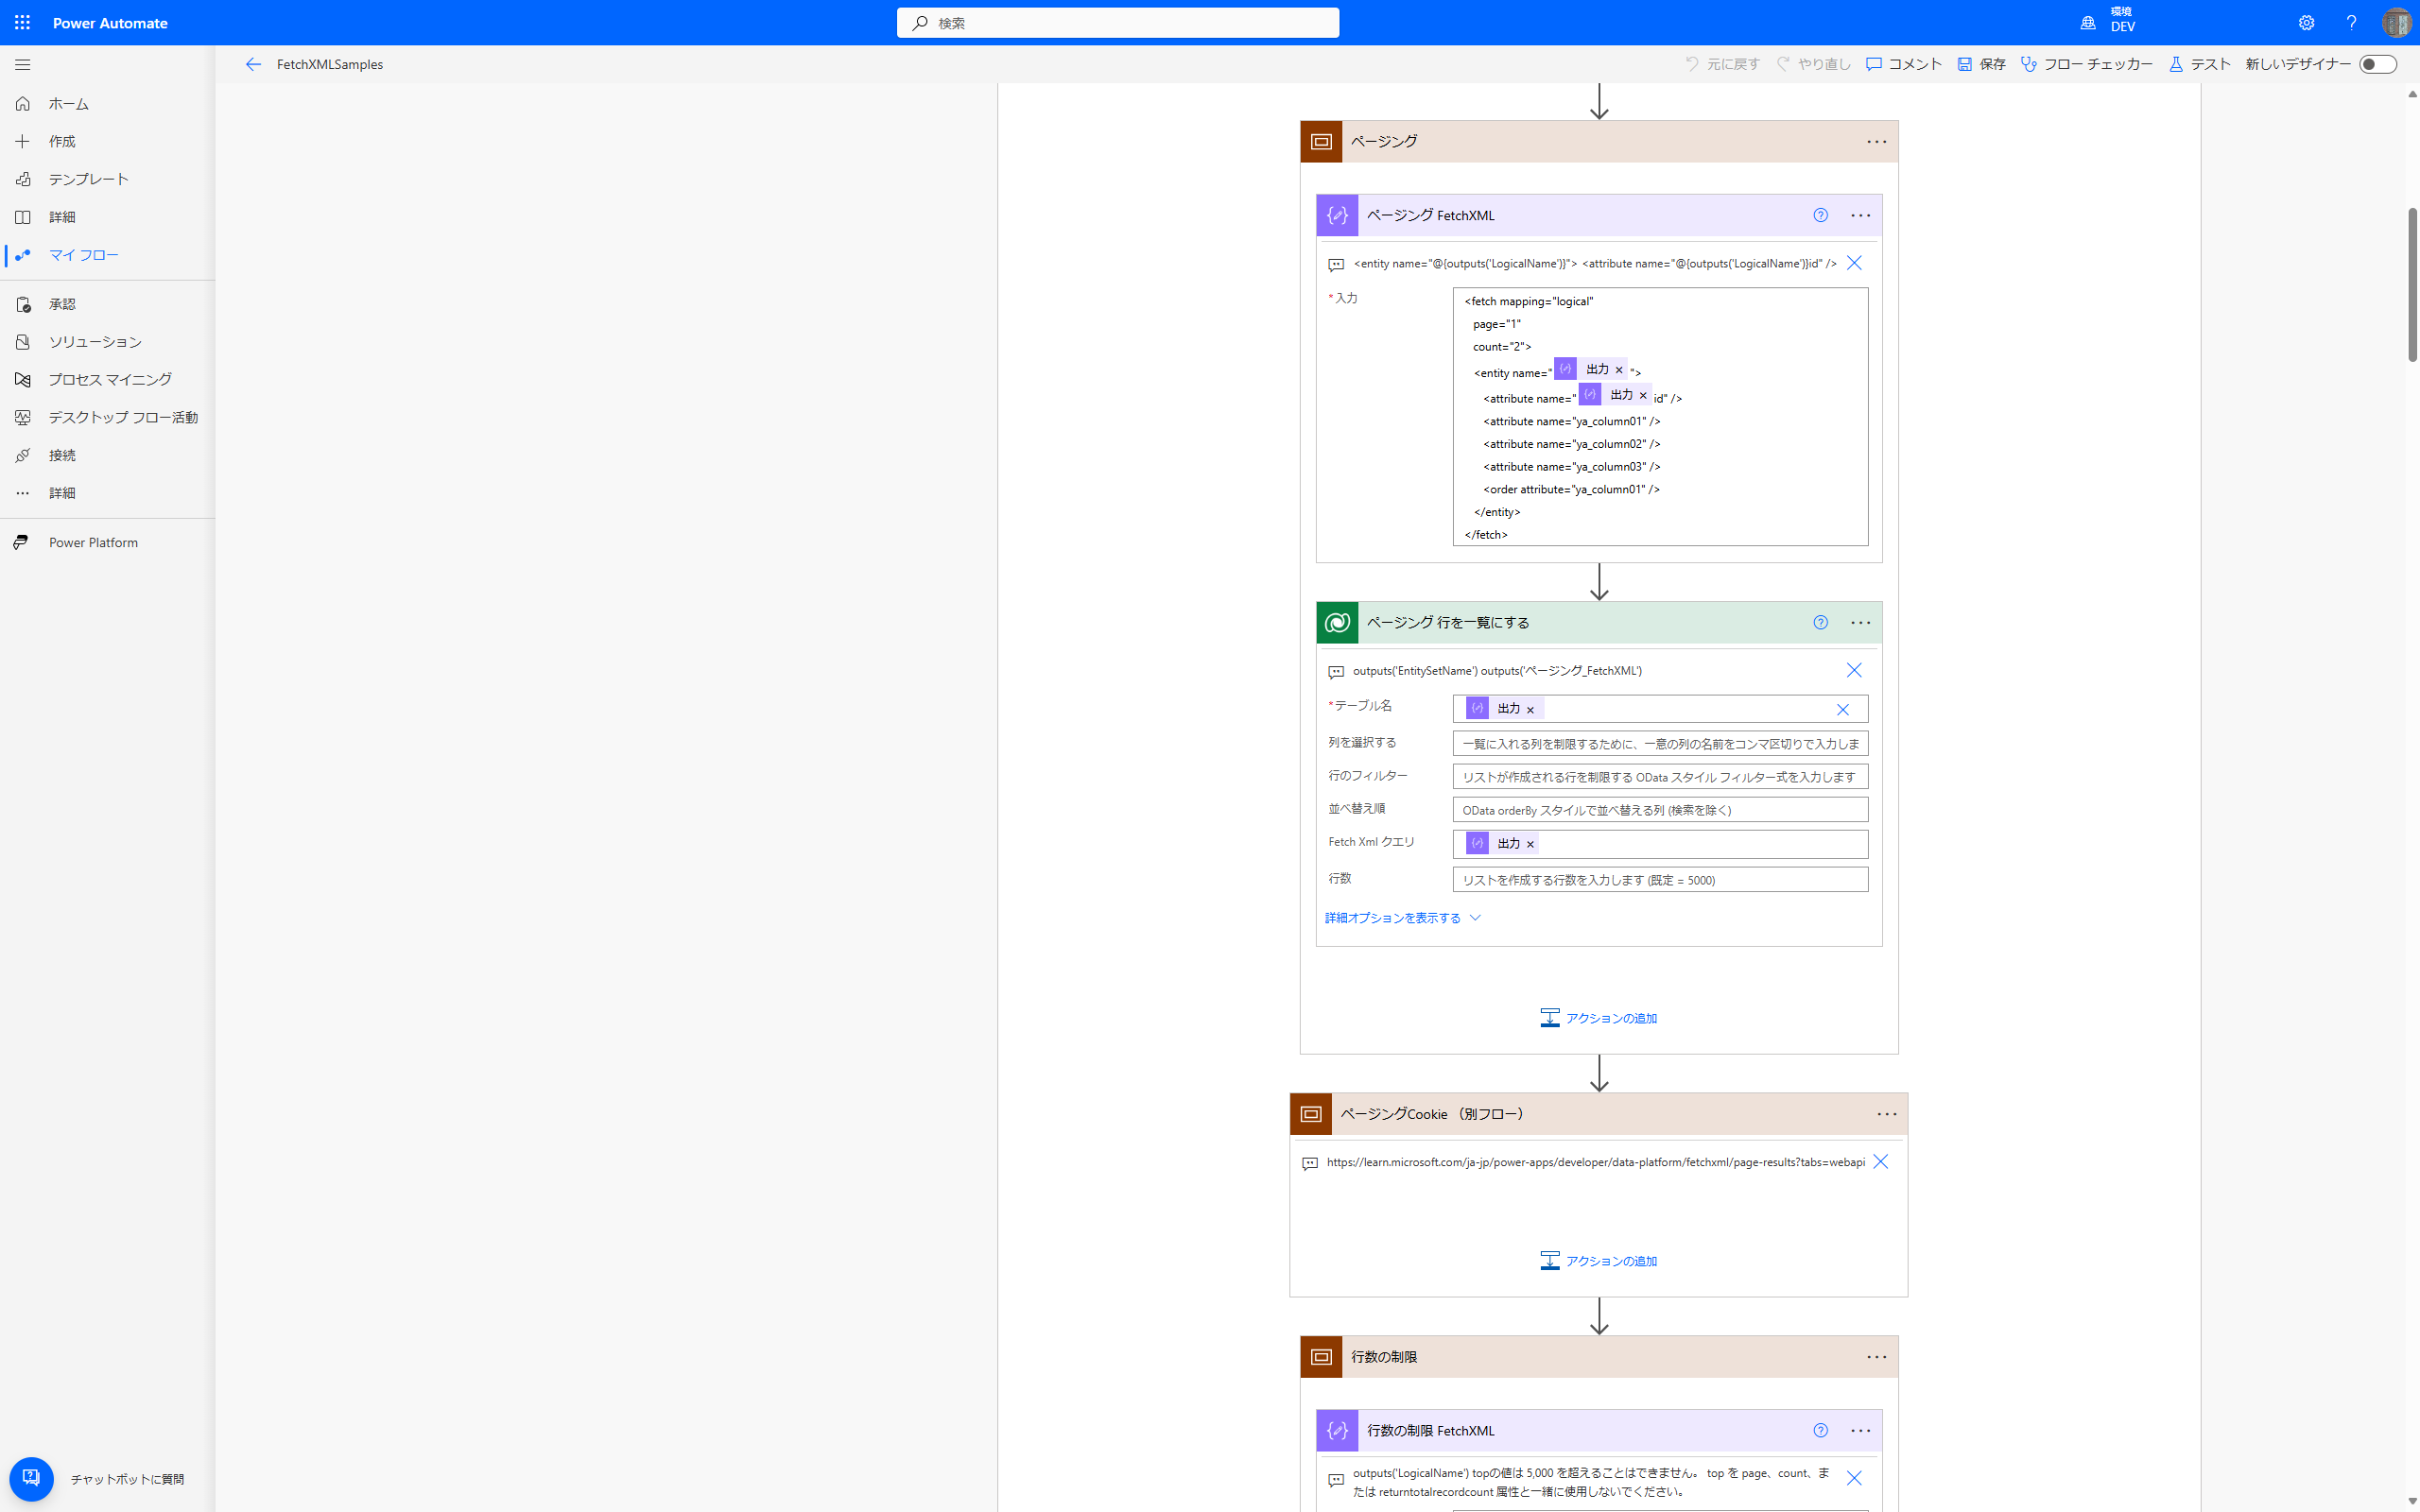 Power Automate
検索
環境
DEV
FetchXMLSamples
元に戻す
やり直し
コメント
保存
フロー チェッカー
テスト
新しいデザイナー
ホーム
作成
テンプレート
詳細
マイ フロー
承認
ソリューション
プロセス マイニング
デスクトップ フロー活動
接続
詳細
Power Platform
チャットボットに質問
ページング
ページング FetchXML
<entity name="@{outputs('LogicalName')}"> <attribute name="@{outputs('LogicalName')}id" />
*入力
<fetch mapping="logical"
page="1"
count="2">
<entity name=" 出力 × ">
<attribute name=" 出力 × id" />
<attribute name="ya_column01" />
<attribute name="ya_column02" />
<attribute name="ya_column03" />
<order attribute="ya_column01" />
</entity>
</fetch>
ページング 行を一覧にする
outputs('EntitySetName') outputs('ページング_FetchXML')
*テーブル名
出力 ×
列を選択する
一覧に入れる列を制限するために、一意の列の名前をコンマ区切りで入力しま
行のフィルター
リストが作成される行を制限する OData スタイル フィルター式を入力します
並べ替え順
OData orderBy スタイルで並べ替える列 (検索を除く)
Fetch Xml クエリ
出力 ×
行数
リストを作成する行数を入力します (既定 = 5000)
詳細オプションを表示する
アクションの追加
ページングCookie （別フロー）
https://learn.microsoft.com/ja-jp/power-apps/developer/data-platform/fetchxml/page-results?tabs=webapi
アクションの追加
行数の制限
行数の制限 FetchXML
outputs('LogicalName') topの値は 5,000 を超えることはできません。 top を page、count、ま
たは returntotalrecordcount 属性と一緒に使用しないでください。